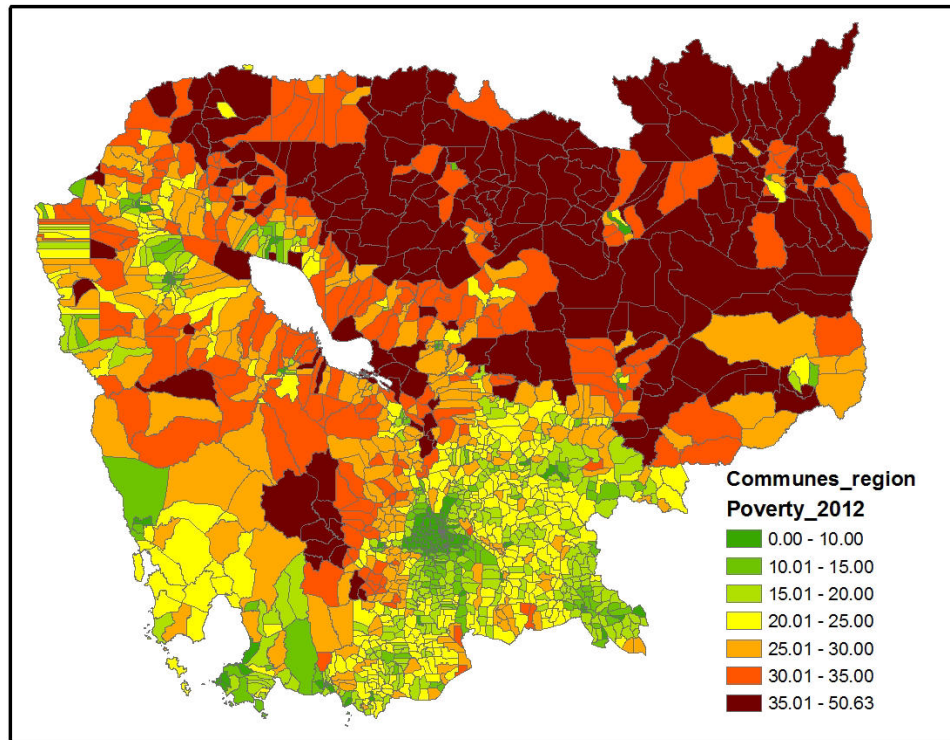 Communes_region
Poverty_2012
0.00 - 10.00
10.01 - 15.00
15.01 - 20.00
20.01 - 25.00
25.01 - 30.00
30.01 - 35.00
35.01 - 50.63